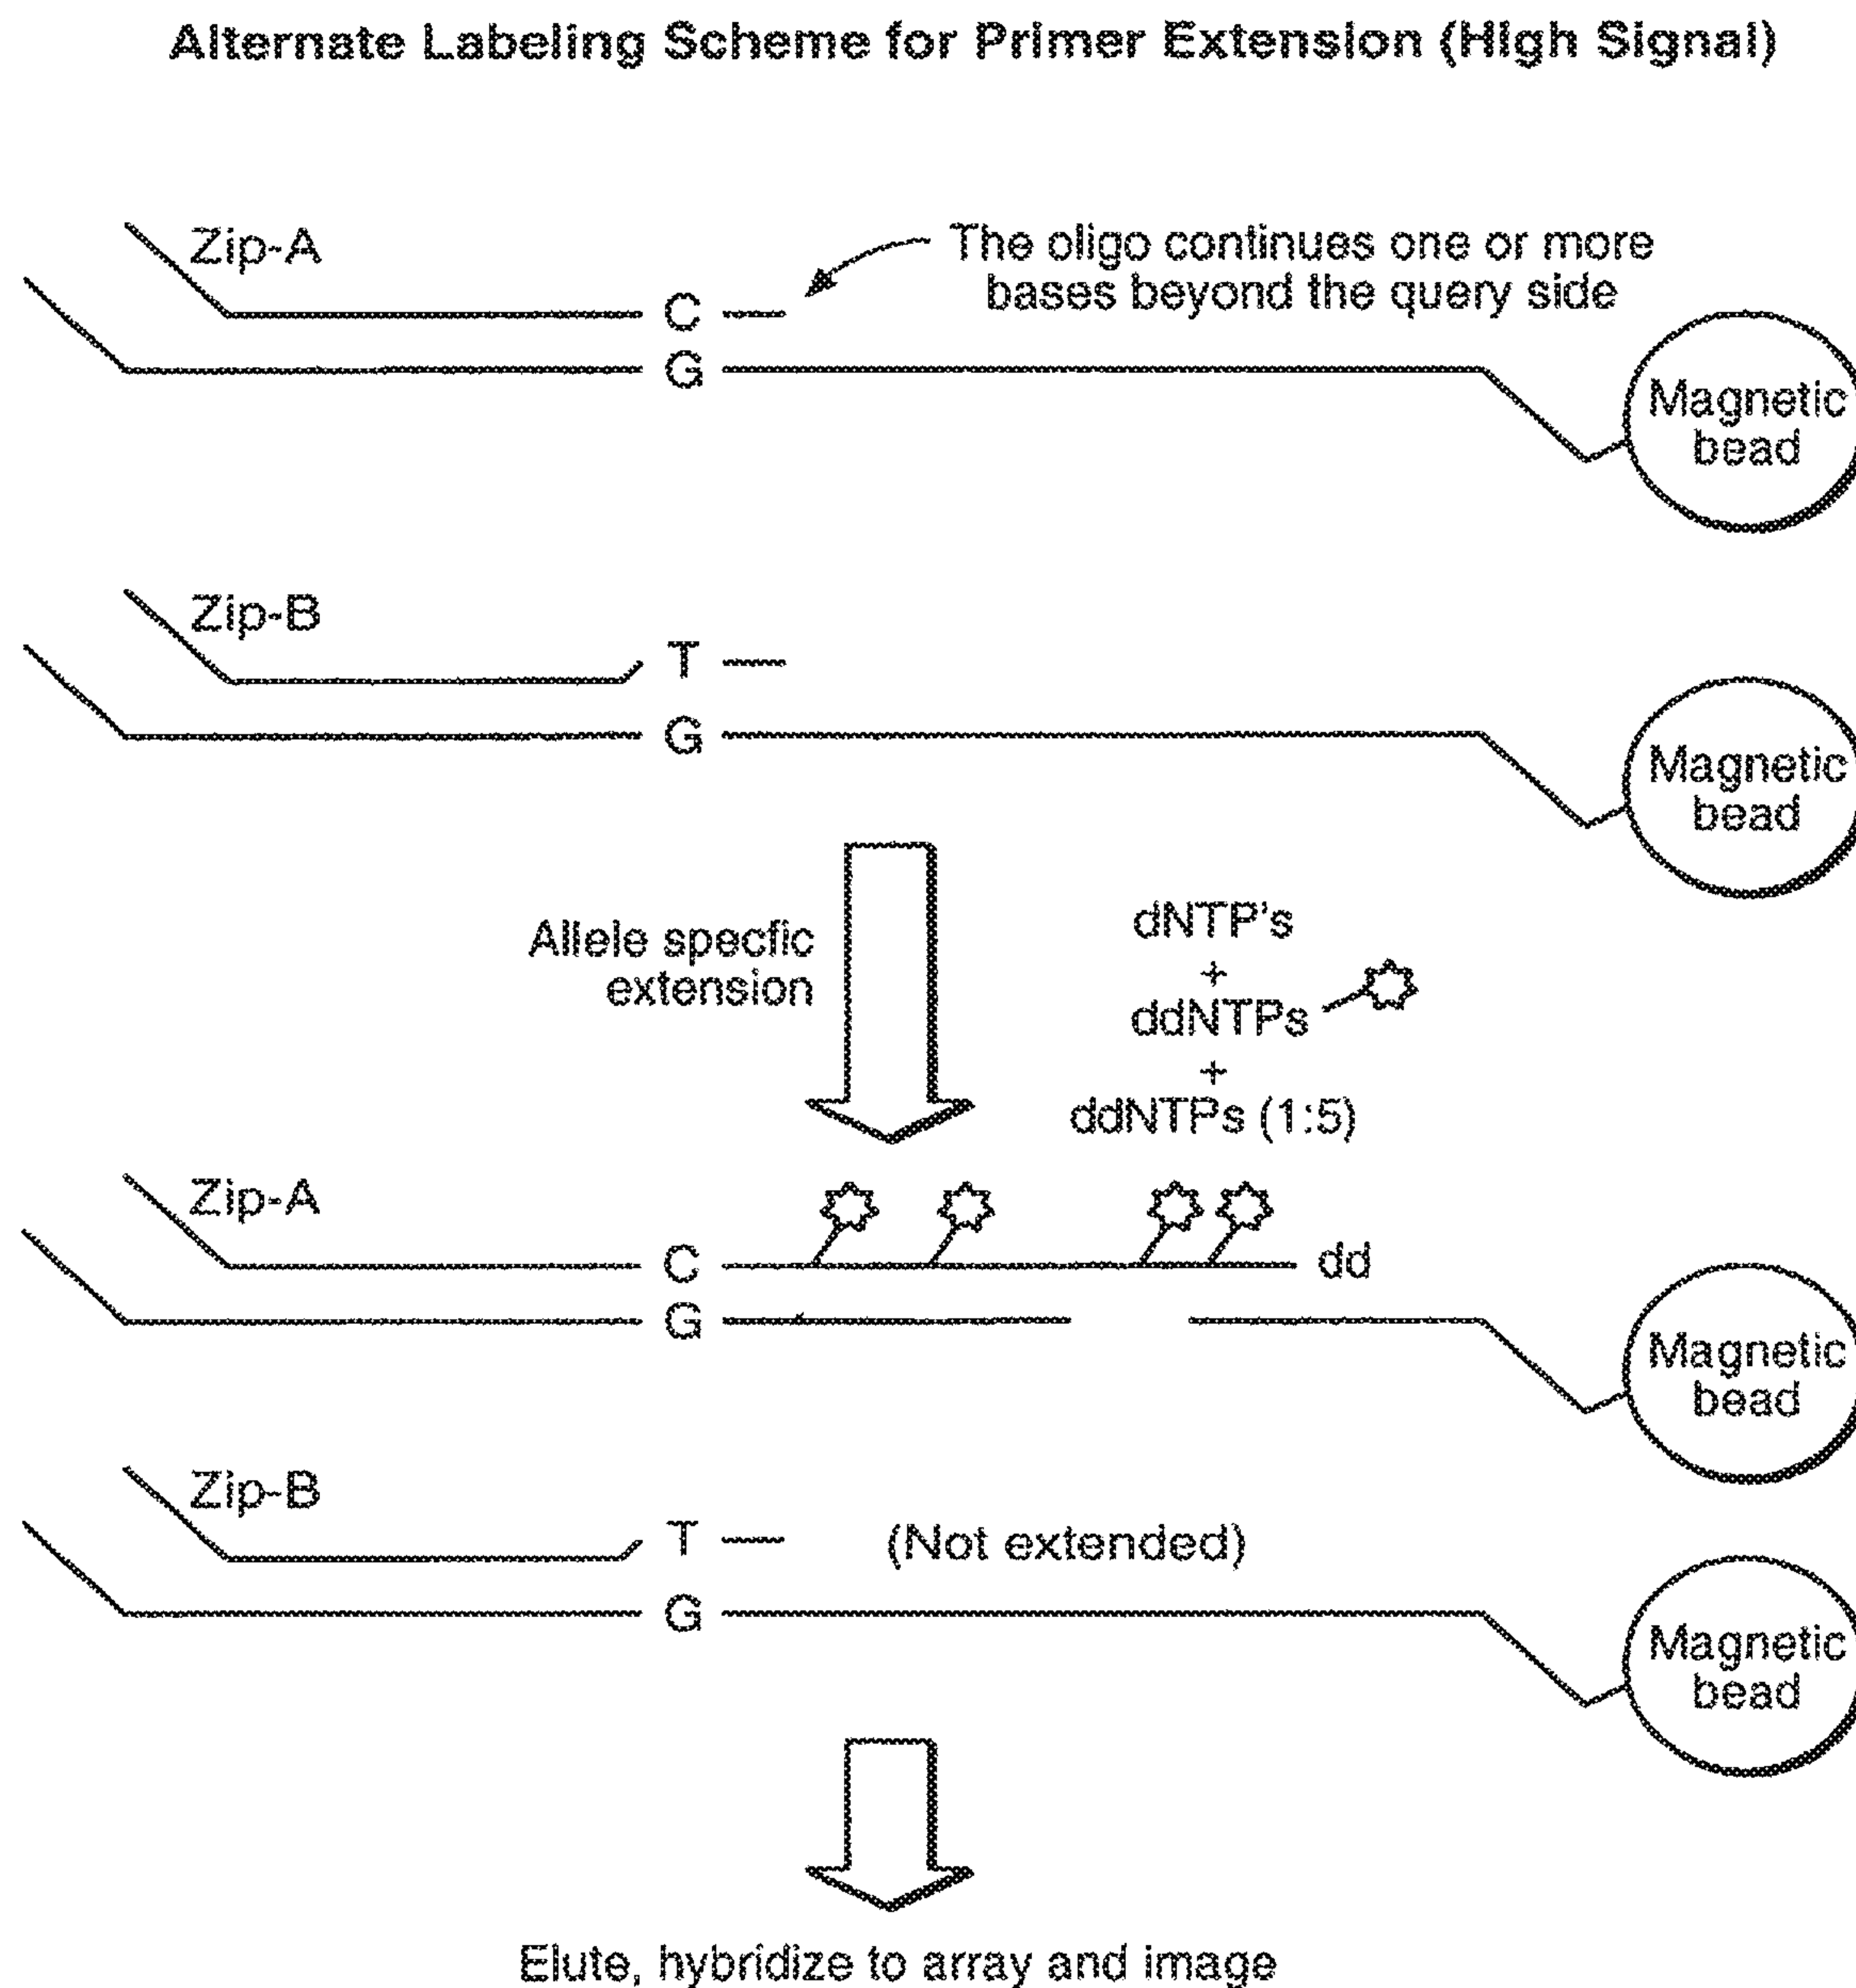 Alternate Labeling Scheme for Primer Extension (High Signal)
Zip-A
The oligo continues one or more
bases beyond the query side
C
G
Magnetic
bead
Zip-B
T
G
Magnetic
bead
Allele specfic
extension
dNTP's
+
ddNTPs
+
ddNTPs (1:5)
Zip-A
C
dd
G
Magnetic
bead
Zip-B
T
(Not extended)
G
Magnetic
bead
Elute, hybridize to array and image